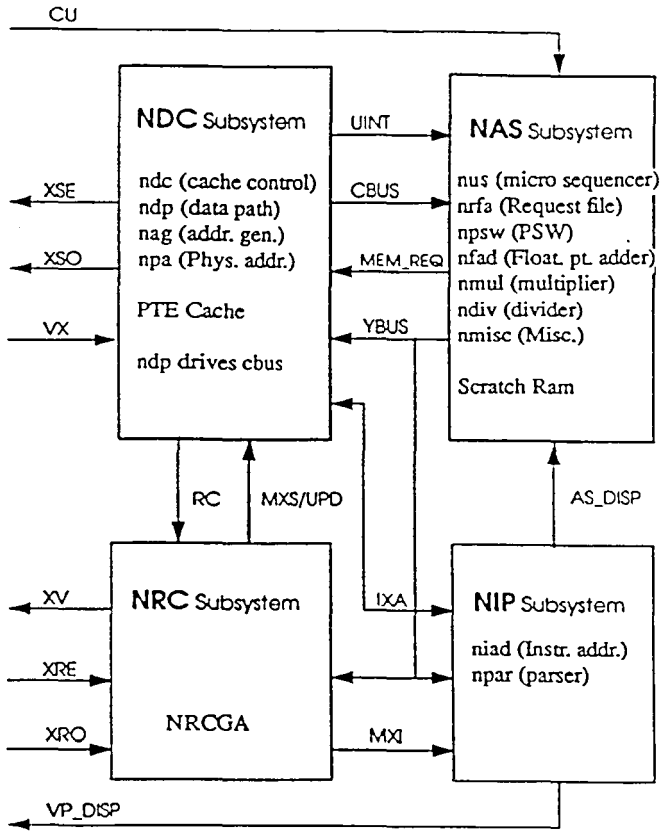 CU
NDC Subsystem
ndc (cache control)
ndp (data path)
nag (addr. gen.)
npa (Phys. addr.)
PTE Cache
ndp drives cbus
UINT
CBUS
MEM_REQ
YBUS
NAS Subsystem
nus (micro sequencer)
nrfa (Request file)
npsw (PSW)
nfad (Float. pt. adder)
nmul (multiplier)
ndiv (divider)
nmisc (Misc.)
Scratch Ram
XSE
XSO
VX
RC
MXS/UPD
AS_DISP
XV
XRE
XRO
NRC Subsystem
NRCGA
IXA
MXI
NIP Subsystem
niad (Instr. addr.)
npar (parser)
VP_DISP